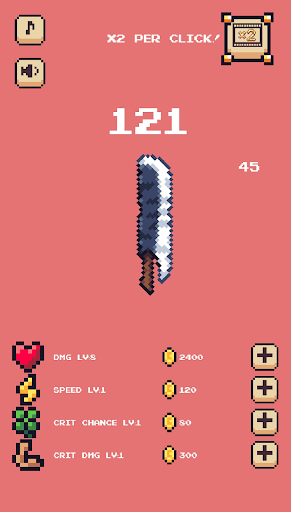 X2 PER CLICK!
X2
121
45
DMG LV.8 2400
SPEED LV.1 120
CRIT CHANCE LV.1 80
CRIT DMG LV.1 300